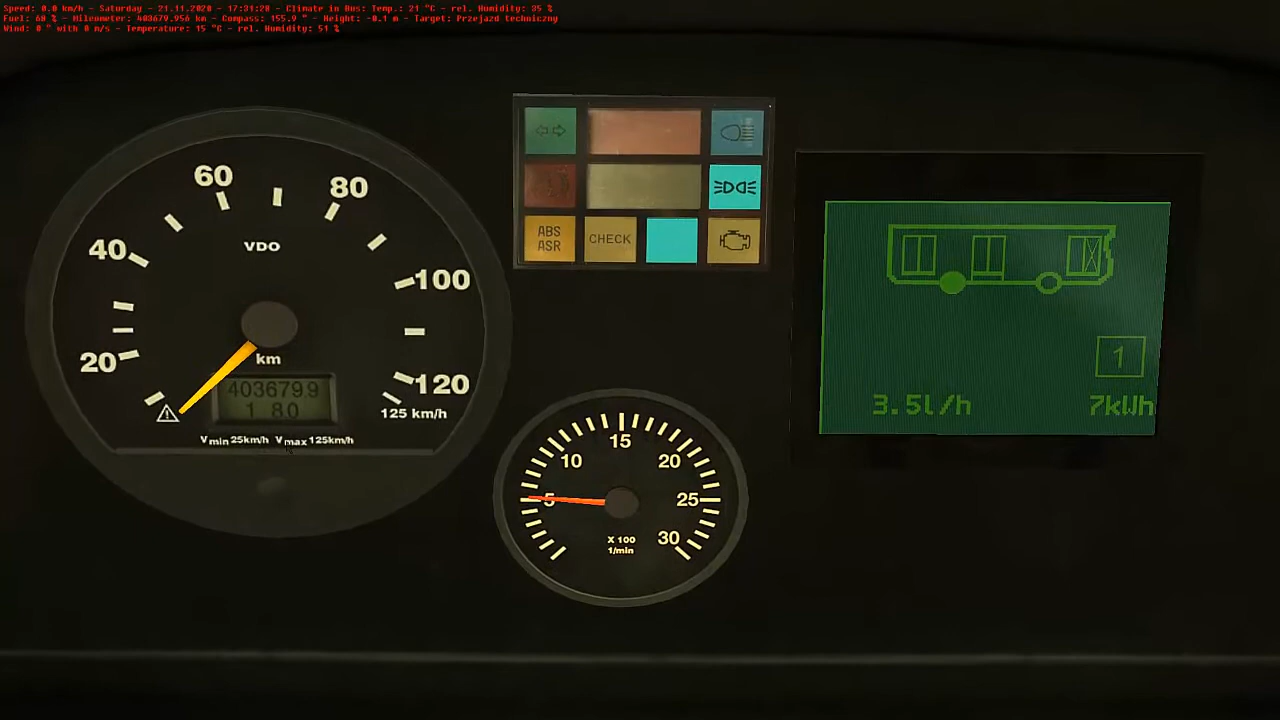 Speed: 0.0 km/h - Saturday - 21.11.2020 - 17:31:20 - Climate in Bus: Temp.: 21 °C - rel. Humidity: 35 %
Fuel: 60 % - Kilometer: 403679.956 km - Compass: 155.9 ° - Height: -0.1 m - Target: Przejazd techniczny
Wind: 0 ° with 0 m/s - Temperature: 15 °C - rel. Humidity: 51 %
60
80
40
VDO
100
20
km
120
403679.9
1 80
125 km/h
Vmin 25km/h Vmax 125km/h
ABS
ASR
CHECK
15
10
20
5
25
30
X 100
1/min
1
3.5l/h
7kWh